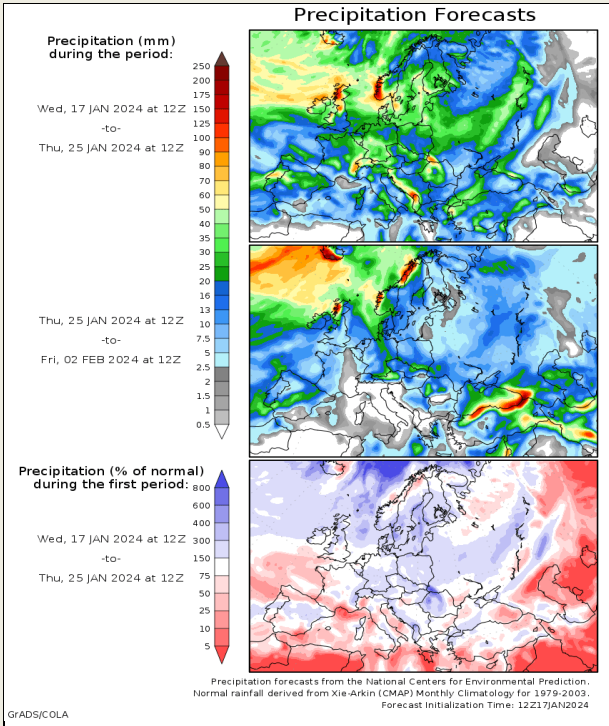 Precipitation Forecasts
Precipitation (mm)
during the period:
Wed, 17 JAN 2024 at 12Z
-to-
Thu, 25 JAN 2024 at 12Z
250
200
175
150
125
100
90
80
70
60
50
40
35
30
25
20
16
13
10
7.5
5
2.5
2
1.5
1
0.5
Thu, 25 JAN 2024 at 12Z
-to-
Fri, 02 FEB 2024 at 12Z
Precipitation (% of normal)
during the first period:
Wed, 17 JAN 2024 at 12Z
-to-
Thu, 25 JAN 2024 at 12Z
800
600
400
300
150
75
50
25
10
5
Precipitation forecasts from the National Centers for Environmental Prediction.
Normal rainfall derived from Xie-Arkin (CMAP) Monthly Climatology for 1979-2003.
Forecast Initialization Time: 12Z17JAN2024
GrADS/COLA